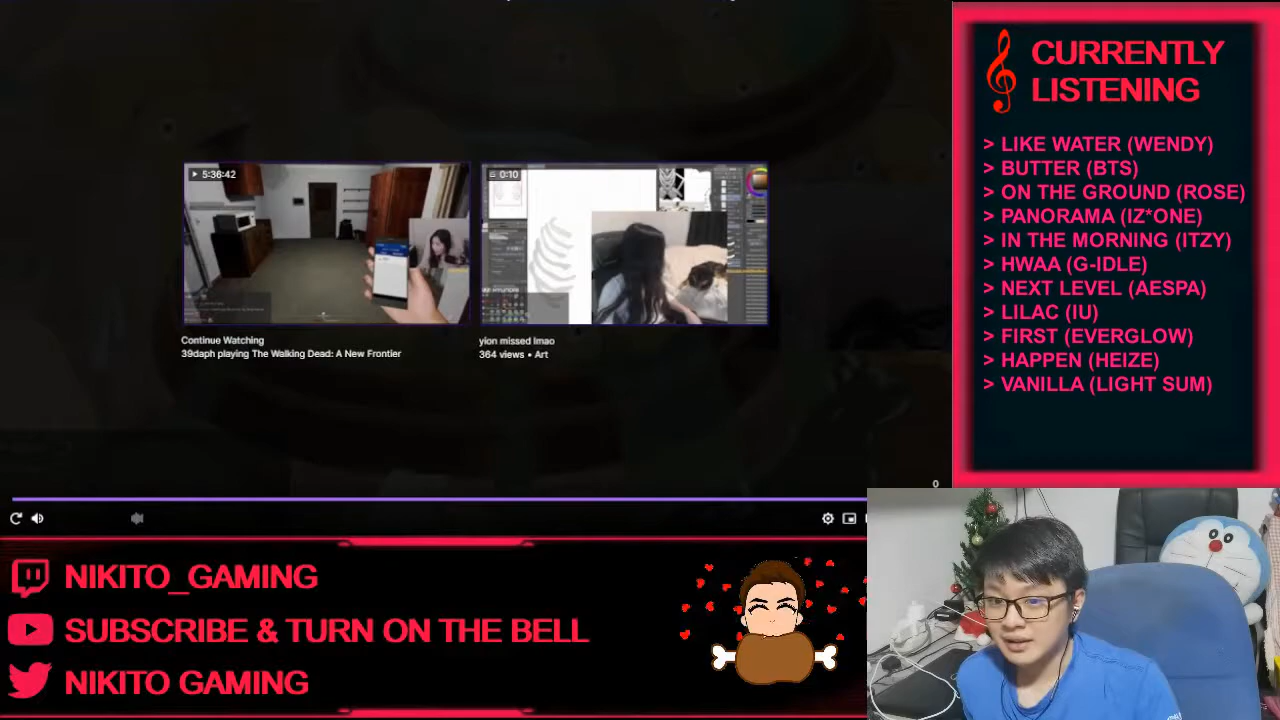 5:36:42
0:10
Continue Watching
39daph playing The Walking Dead: A New Frontier
yion missed lmao
364 views • Art
0
CURRENTLY
LISTENING
> LIKE WATER (WENDY)
> BUTTER (BTS)
> ON THE GROUND (ROSE)
> PANORAMA (IZ*ONE)
> IN THE MORNING (ITZY)
> HWAA (G-IDLE)
> NEXT LEVEL (AESPA)
> LILAC (IU)
> FIRST (EVERGLOW)
> HAPPEN (HEIZE)
> VANILLA (LIGHT SUM)
NIKITO_GAMING
SUBSCRIBE & TURN ON THE BELL
NIKITO GAMING